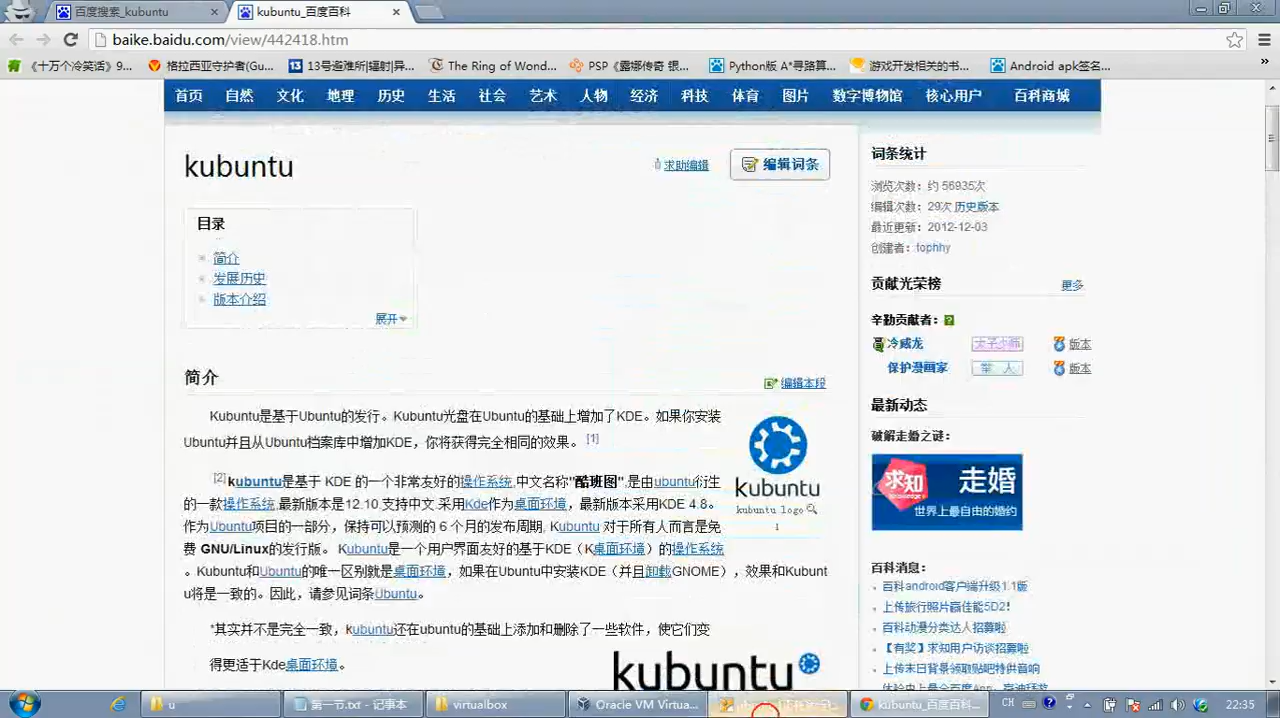 百度搜索_kubuntu
kubuntu_百度百科
baike.baidu.com/view/442418.htm
《十万个冷笑话》9...
格拉西亚守护者(Gu...
13号避难所|辐射|异...
The Ring of Wond...
PSP《露娜传奇 银...
Python版 A*寻路算...
游戏开发相关的书...
Android apk签名...
»
首页 自然 文化 地理 历史 生活 社会 艺术 人物 经济 科技 体育 图片 数字博物馆 核心用户 百科商城
kubuntu
求助编辑
编辑词条
目录
简介
发展历史
版本介绍
展开
简介
编辑本段
Kubuntu是基于Ubuntu的发行。Kubuntu光盘在Ubuntu的基础上增加了KDE。如果你安装
Ubuntu并且从Ubuntu档案库中增加KDE，你将获得完全相同的效果。 [1]
[2]kubuntu是基于 KDE 的一个非常友好的操作系统,中文名称"酷班图",是由ubuntu衍生
的一款操作系统,最新版本是12.10,支持中文 采用Kde作为桌面环境，最新版本采用KDE 4.8。
作为Ubuntu项目的一部分，保持可以预测的 6 个月的发布周期. Kubuntu 对于所有人而言是免
费 GNU/Linux的发行版。 Kubuntu是一个用户界面友好的基于KDE（K桌面环境）的操作系统
。Kubuntu和Ubuntu的唯一区别就是桌面环境，如果在Ubuntu中安装KDE（并且卸载GNOME），效果和Kubunt
u将是一致的。因此，请参见词条Ubuntu。
*其实并不是完全一致，kubuntu还在ubuntu的基础上添加和删除了一些软件，使它们变
得更适于Kde桌面环境。
kubuntu
kubuntu logo
1
kubuntu
词条统计
浏览次数：约 56935次
编辑次数：29次 历史版本
最近更新：2012-12-03
创建者：tophhy
贡献光荣榜
更多
辛勤贡献者：
冷威龙
太子少师
版本
保护漫画家
举 人
版本
最新动态
破解走婚之谜：
求知
走婚
世界上最自由的婚约
百科消息：
百科android客户端升级1.1版
上传旅行照片赢佳能5D2!
百科动漫分类达人招募啦
【有奖】求知用户访谈招募啦
上传末日背景领取贴吧特供音响
u
第一节.txt - 记事本
virtualbox
Oracle VM Virtua...
kubuntu_百度百科...
CH
22:35